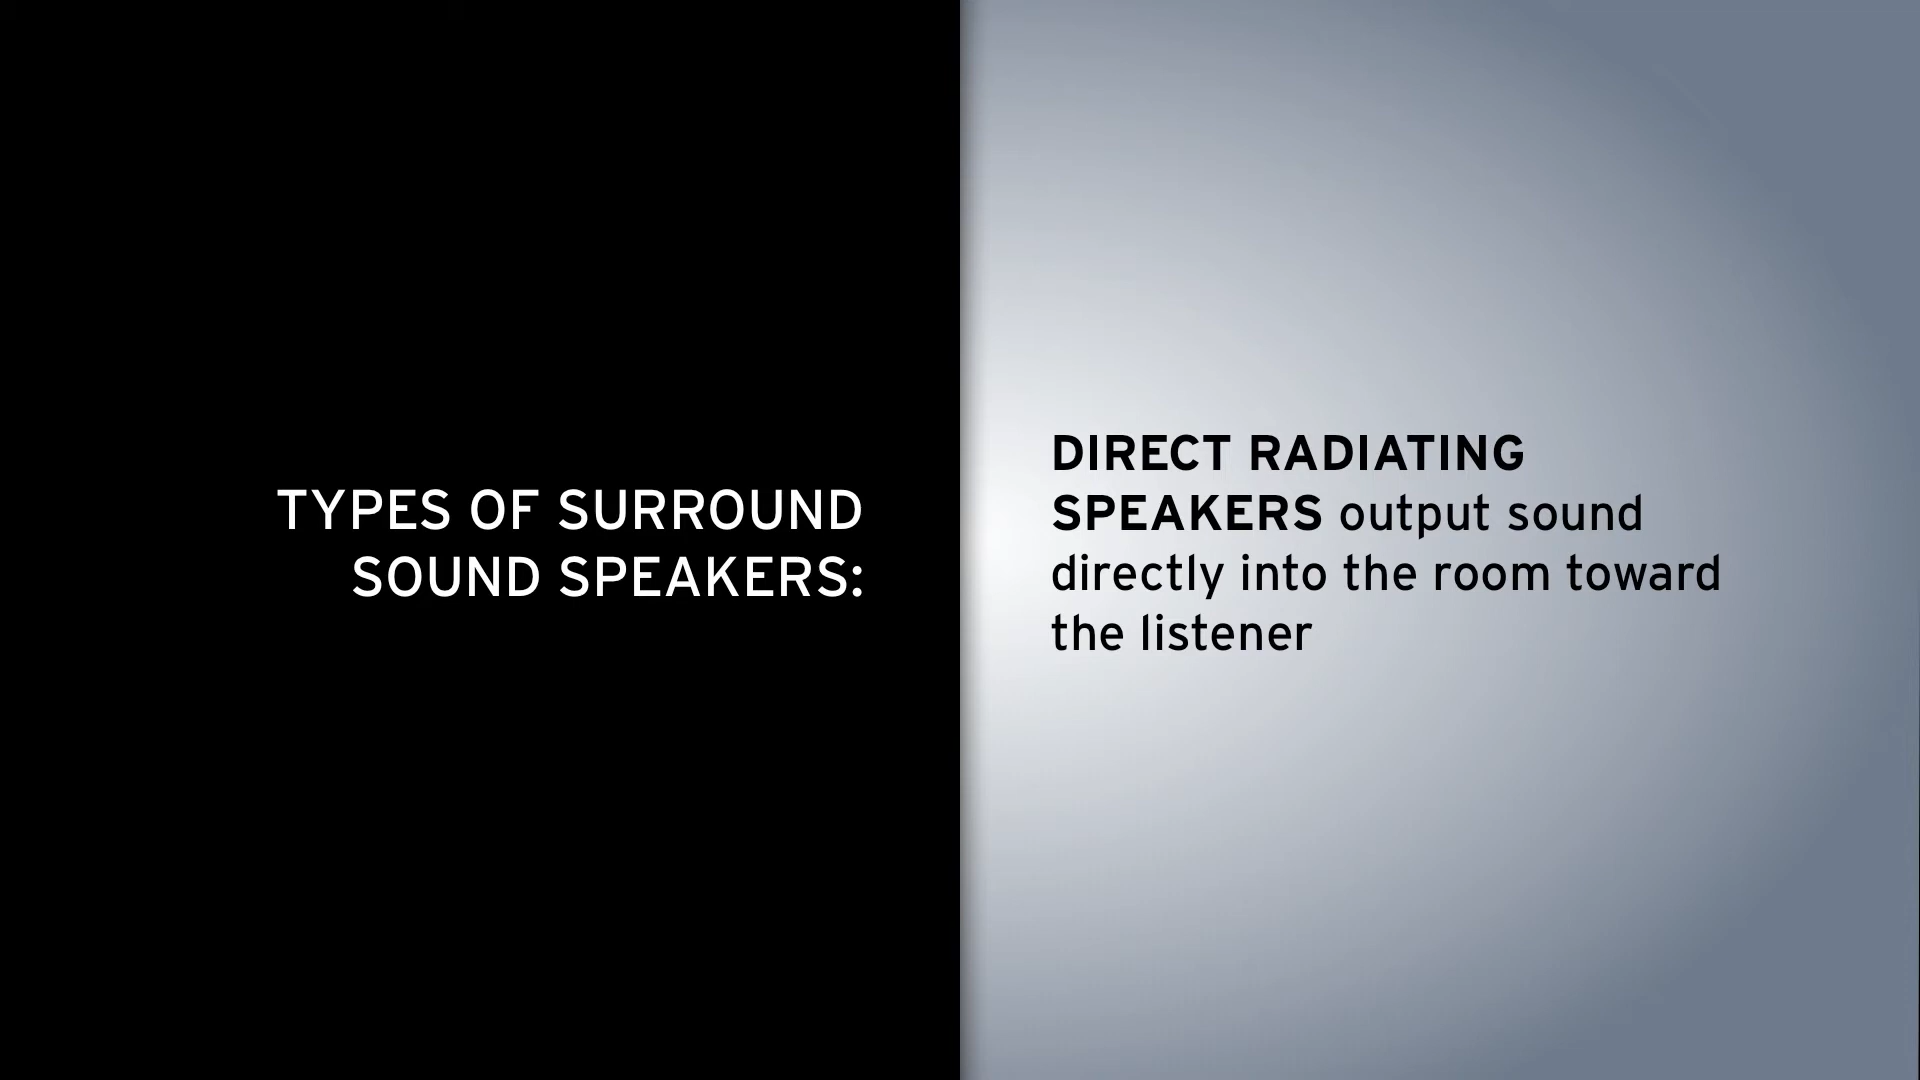 TYPES OF SURROUND
SOUND SPEAKERS:
DIRECT RADIATING
SPEAKERS output sound
directly into the room toward
the listener